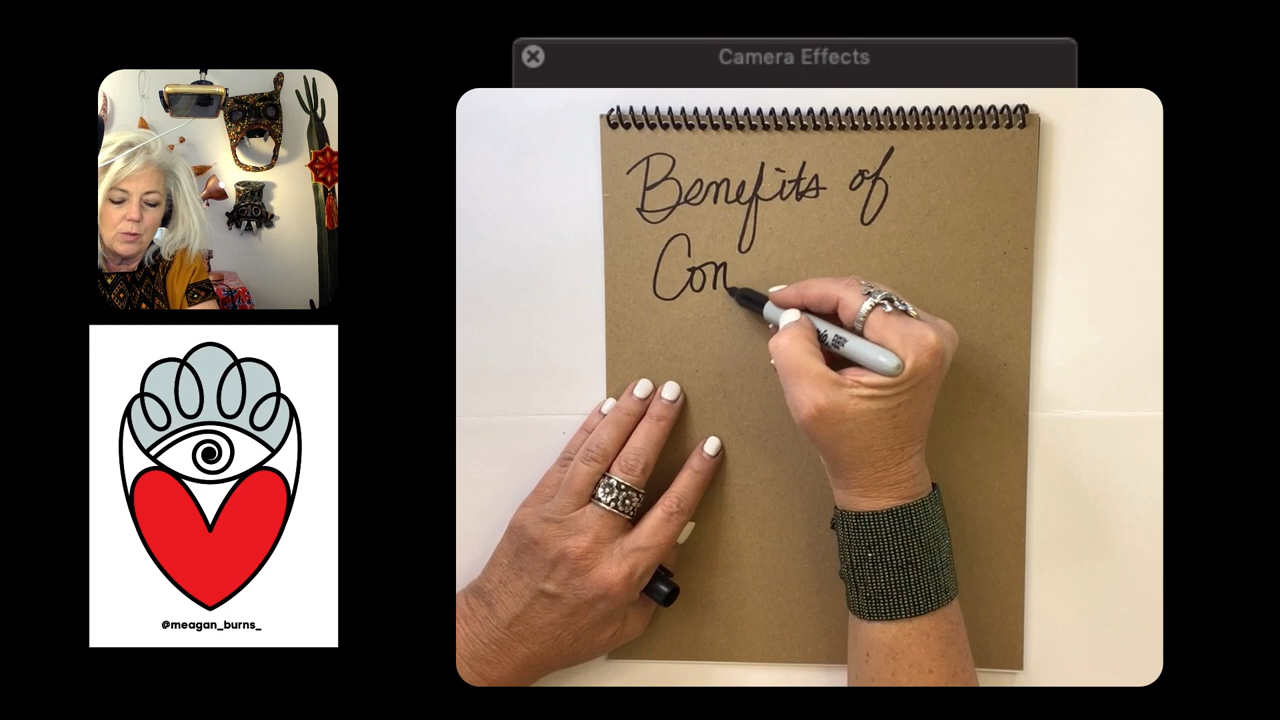 Camera Effects
Benefits of
Con
@meagan_burns_